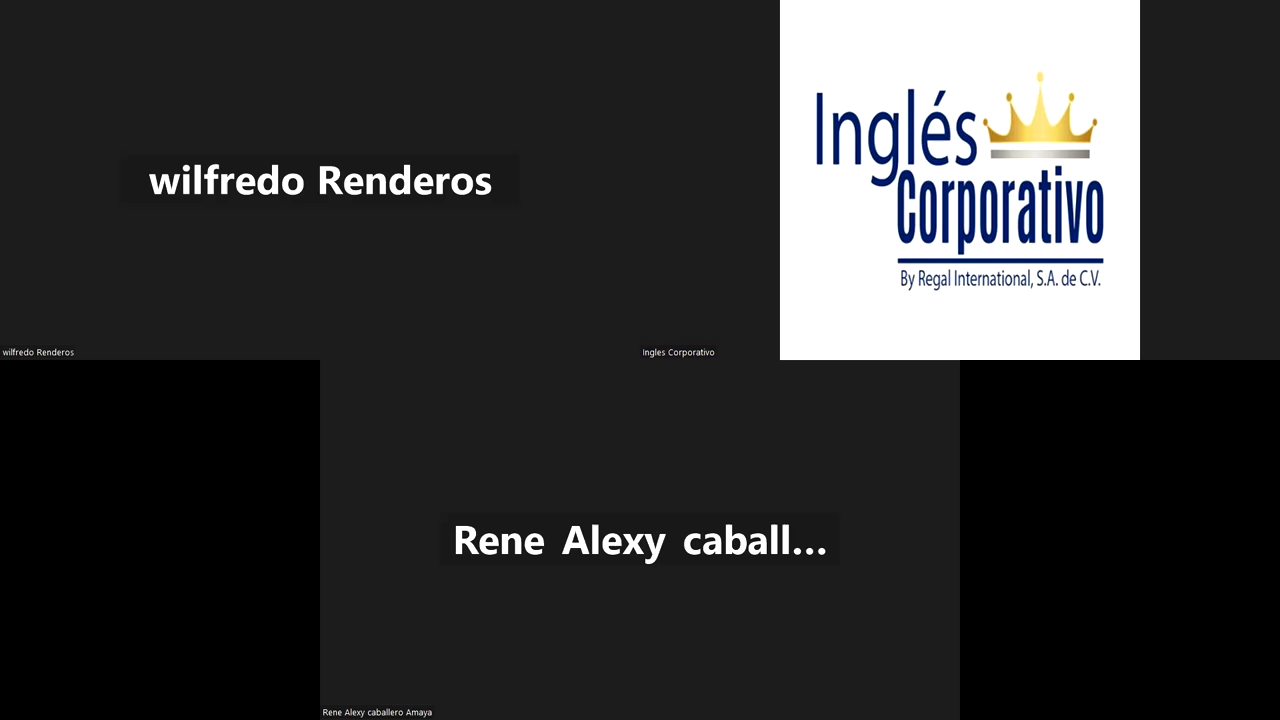 wilfredo Renderos
Inglés
Corporativo
By Regal International, S.A. de C.V.
wilfredo Renderos
Ingles Corporativo
Rene Alexy caball...
Rene Alexy caballero Amaya